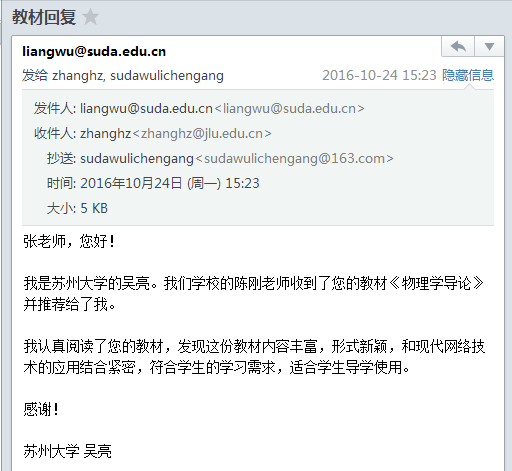 教材回复
liangwu@suda.edu.cn
发给 zhanghz, sudawulichengang 2016-10-24 15:23 隐藏信息
发件人: liangwu@suda.edu.cn<liangwu@suda.edu.cn>
收件人: zhanghz<zhanghz@jlu.edu.cn>
抄送: sudawulichengang<sudawulichengang@163.com>
时间: 2016年10月24日 (周一) 15:23
大小: 5 KB
张老师，您好！
我是苏州大学的吴亮。我们学校的陈刚老师收到了您的教材《物理学导论》
并推荐给了我。
我认真阅读了您的教材，发现这份教材内容丰富，形式新颖，和现代网络技
术的应用结合紧密，符合学生的学习需求，适合学生导学使用。
感谢！
苏州大学 吴亮